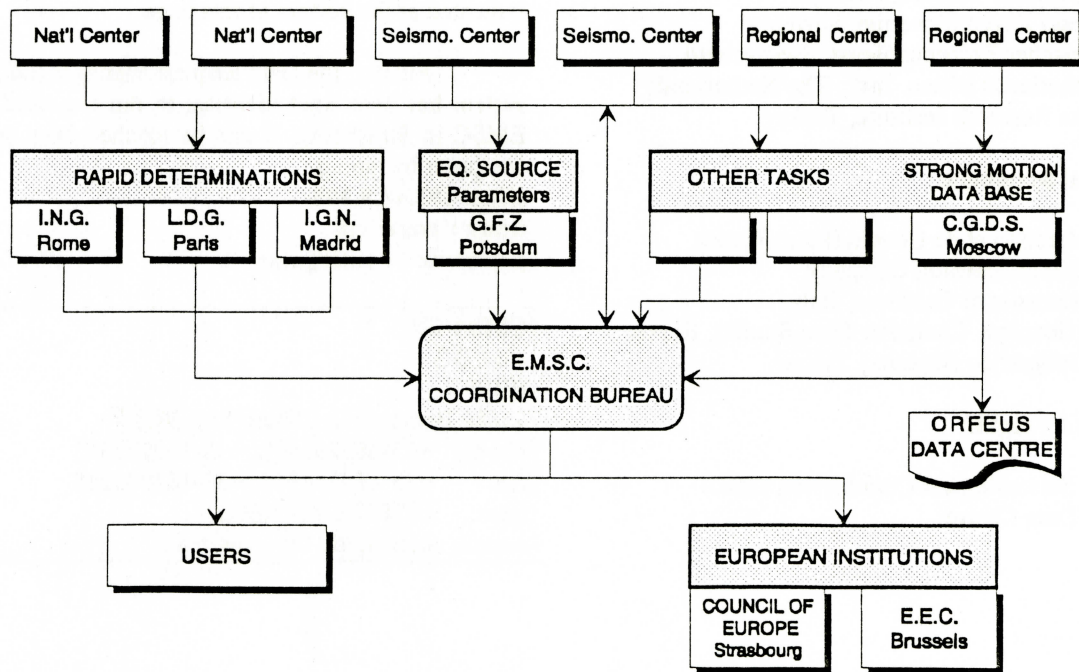 Nat'l Center
Nat'l Center
Seismo. Center
Seismo. Center
Regional Center
Regional Center
RAPID DETERMINATIONS
I.N.G.
Rome
L.D.G.
Paris
I.G.N.
Madrid
EQ. SOURCE
Parameters
G.F.Z.
Potsdam
OTHER TASKS
STRONG MOTION
DATA BASE
C.G.D.S.
Moscow
E.M.S.C.
COORDINATION BUREAU
ORFEUS
DATA CENTRE
USERS
EUROPEAN INSTITUTIONS
COUNCIL OF
EUROPE
Strasbourg
E.E.C.
Brussels